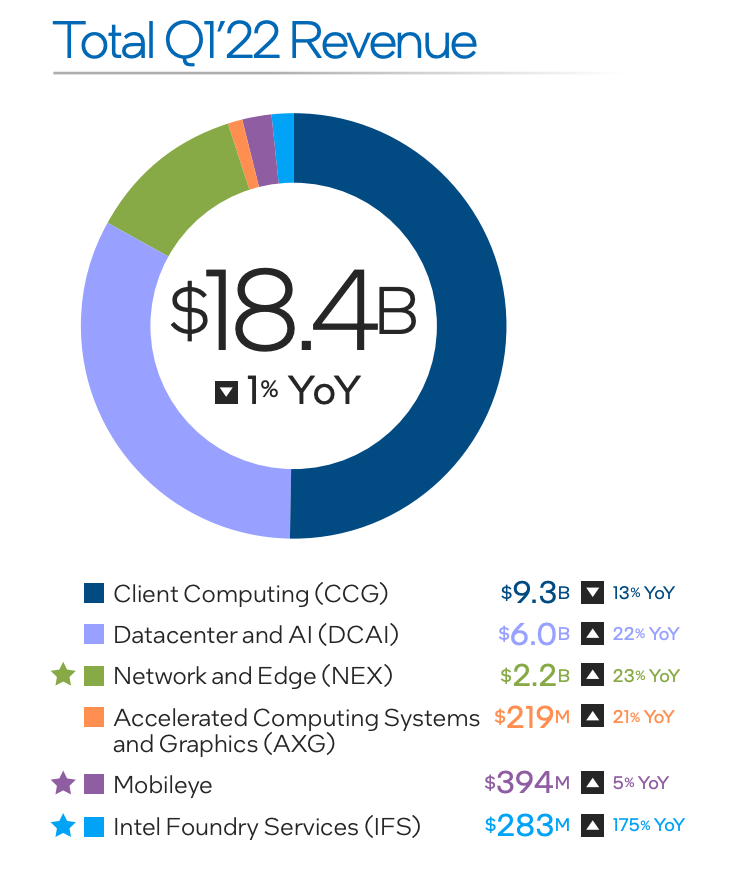 Total Q1'22 Revenue
$18.4B
1% YoY
Client Computing (CCG) $9.3B 13% YoY
Datacenter and AI (DCAI) $6.0B 22% YoY
Network and Edge (NEX) $2.2B 23% YoY
Accelerated Computing Systems $219M 21% YoY
and Graphics (AXG)
Mobileye $394M 5% YoY
Intel Foundry Services (IFS) $283M 175% YoY